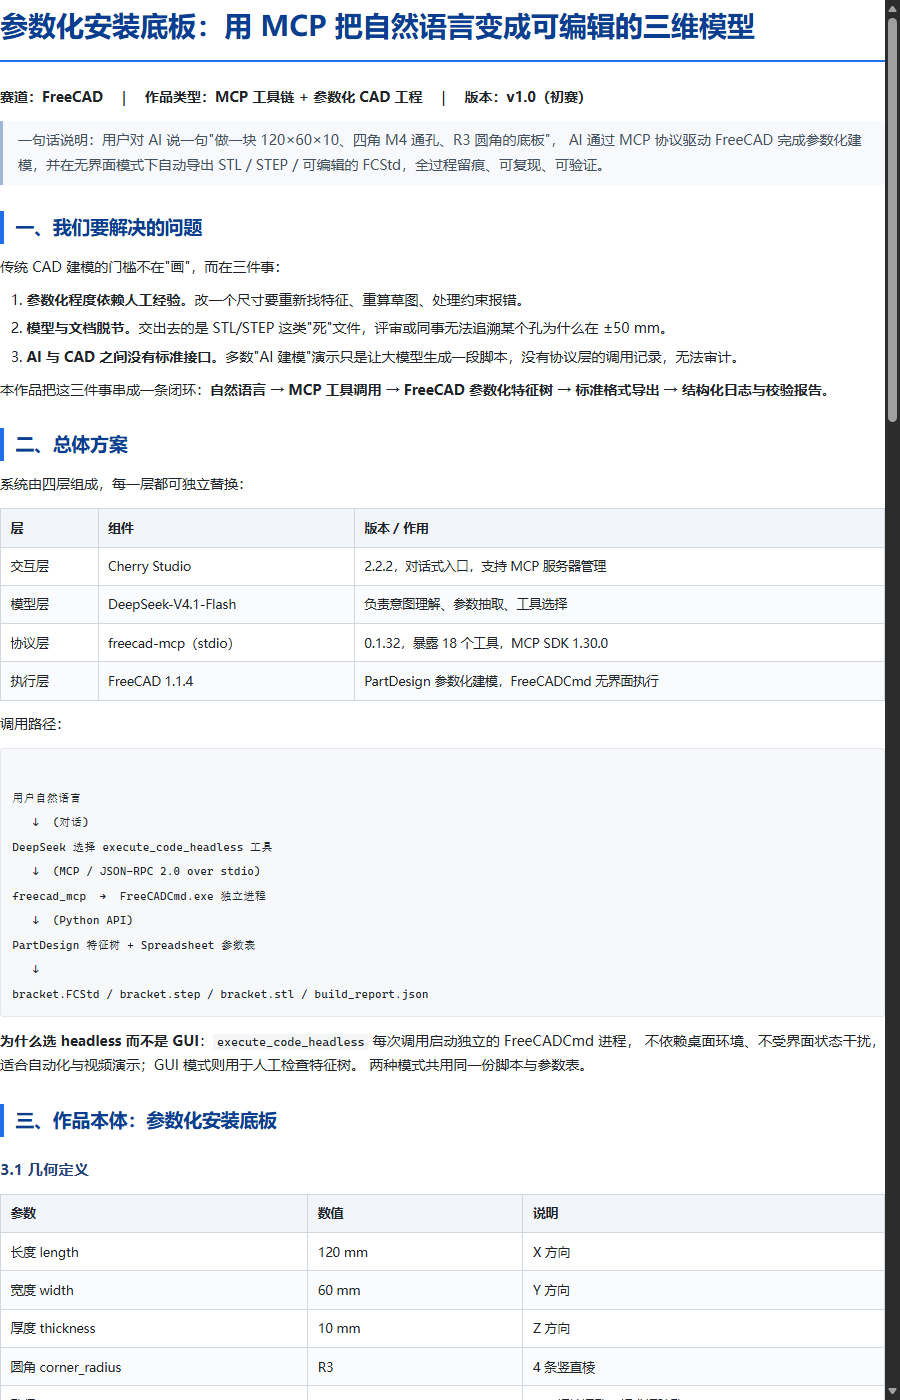 参数化安装底板：用 MCP 把自然语言变成可编辑的三维模型
赛道：FreeCAD | 作品类型：MCP 工具链 + 参数化 CAD 工程 | 版本：v1.0（初赛）
一句话说明：用户对 AI 说一句"做一块 120×60×10、四角 M4 通孔、R3 圆角的底板"， AI 通过 MCP 协议驱动 FreeCAD 完成参数化建
模，并在无界面模式下自动导出 STL / STEP / 可编辑的 FCStd，全过程留痕、可复现、可验证。
一、我们要解决的问题
传统 CAD 建模的门槛不在"画"，而在三件事：
1. 参数化程度依赖人工经验。改一个尺寸要重新找特征、重算草图、处理约束报错。
2. 模型与文档脱节。交出去的是 STL/STEP 这类"死"文件，评审或同事无法追溯某个孔为什么在 ±50 mm。
3. AI 与 CAD 之间没有标准接口。多数"AI 建模"演示只是让大模型生成一段脚本，没有协议层的调用记录，无法审计。
本作品把这三件事串成一条闭环：自然语言 → MCP 工具调用 → FreeCAD 参数化特征树 → 标准格式导出 → 结构化日志与校验报告。
二、总体方案
系统由四层组成，每一层都可独立替换：
层 组件 版本 / 作用
交互层 Cherry Studio 2.2.2，对话式入口，支持 MCP 服务器管理
模型层 DeepSeek-V4.1-Flash 负责意图理解、参数抽取、工具选择
协议层 freecad-mcp（stdio） 0.1.32，暴露 18 个工具，MCP SDK 1.30.0
执行层 FreeCAD 1.1.4 PartDesign 参数化建模，FreeCADCmd 无界面执行
调用路径：
用户自然语言
↓ （对话）
DeepSeek 选择 execute_code_headless 工具
↓ （MCP / JSON-RPC 2.0 over stdio）
freecad_mcp → FreeCADCmd.exe 独立进程
↓ （Python API）
PartDesign 特征树 + Spreadsheet 参数表
↓
bracket.FCStd / bracket.step / bracket.stl / build_report.json
为什么选 headless 而不是 GUI：execute_code_headless 每次调用启动独立的 FreeCADCmd 进程， 不依赖桌面环境、不受界面状态干扰，
适合自动化与视频演示；GUI 模式则用于人工检查特征树。 两种模式共用同一份脚本与参数表。
三、作品本体：参数化安装底板
3.1 几何定义
参数 数值 说明
长度 length 120 mm X 方向
宽度 width 60 mm Y 方向
厚度 thickness 10 mm Z 方向
圆角 corner_radius R3 4 条竖直棱